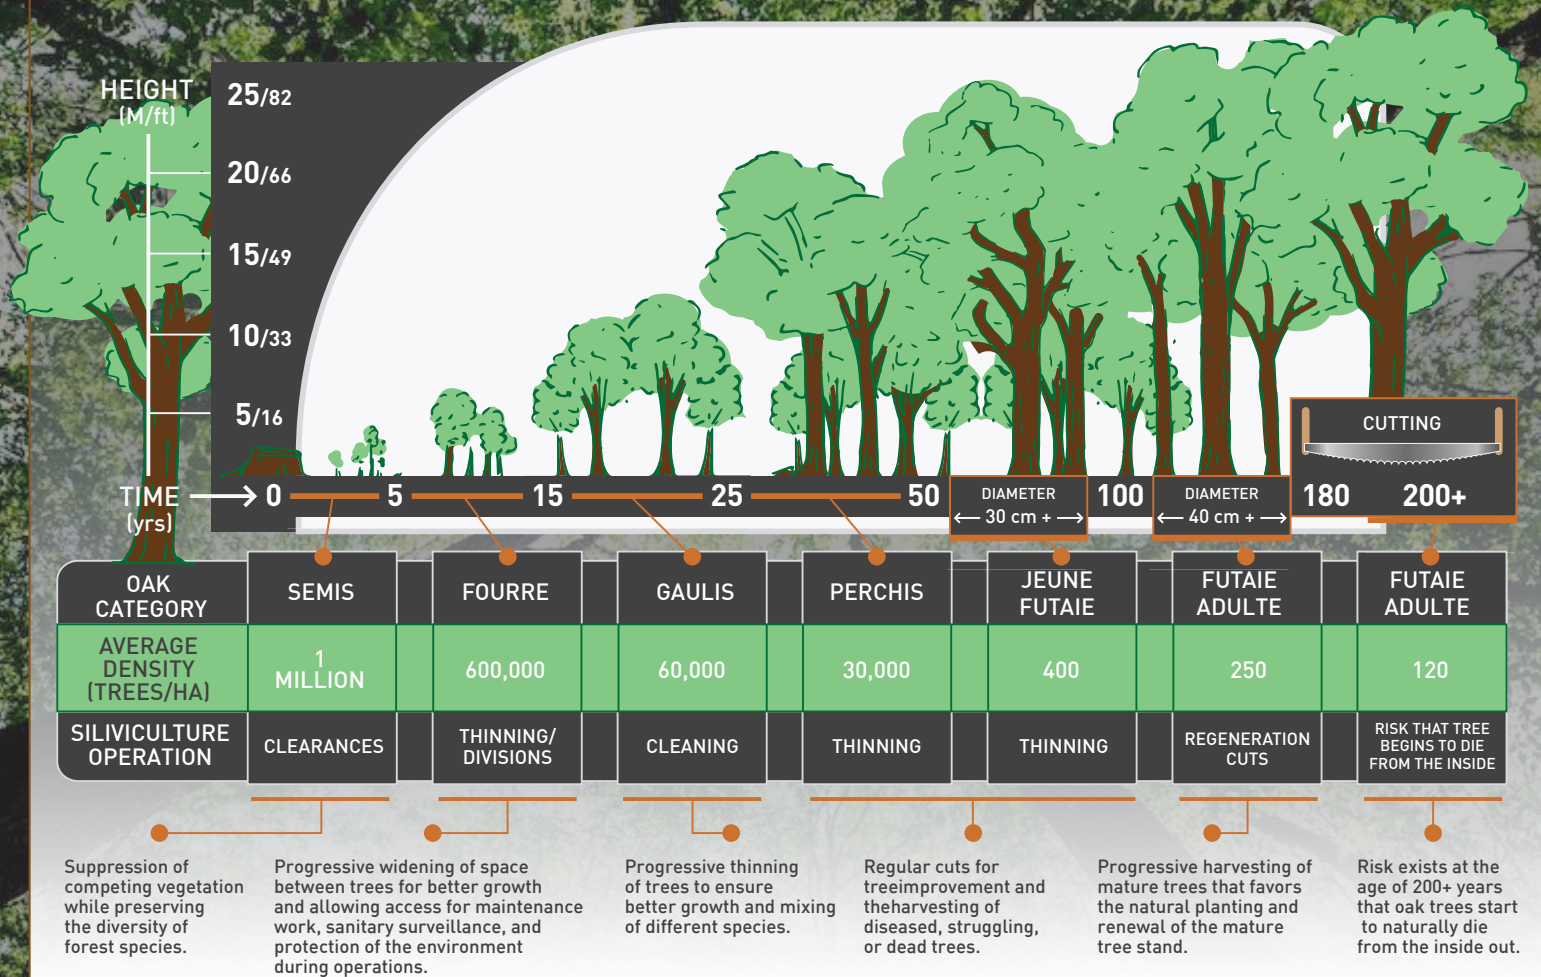 HEIGHT
(M/ft)
25/82
20/66
15/49
10/33
5/16
CUTTING
TIME
(yrs)
0
5
15
25
50
DIAMETER
30 cm +
100
DIAMETER
40 cm +
180
200+
OAK
CATEGORY
SEMIS
FOURRE
GAULIS
PERCHIS
JEUNE
FUTAIE
FUTAIE
ADULTE
FUTAIE
ADULTE
AVERAGE
DENSITY
(TREES/HA)
1
MILLION
600,000
60,000
30,000
400
250
120
SILIVICULTURE
OPERATION
CLEARANCES
THINNING/
DIVISIONS
CLEANING
THINNING
THINNING
REGENERATION
CUTS
RISK THAT TREE
BEGINS TO DIE
FROM THE INSIDE
Suppression of
competing vegetation
while preserving
the diversity of
forest species.
Progressive widening of space
between trees for better growth
and allowing access for maintenance
work, sanitary surveillance, and
protection of the environment
during operations.
Progressive thinning
of trees to ensure
better growth and mixing
of different species.
Regular cuts for
treeimprovement and
theharvesting of
diseased, struggling,
or dead trees.
Progressive harvesting of
mature trees that favors
the natural planting and
renewal of the mature
tree stand.
Risk exists at the
age of 200+ years
that oak trees start
to naturally die
from the inside out.